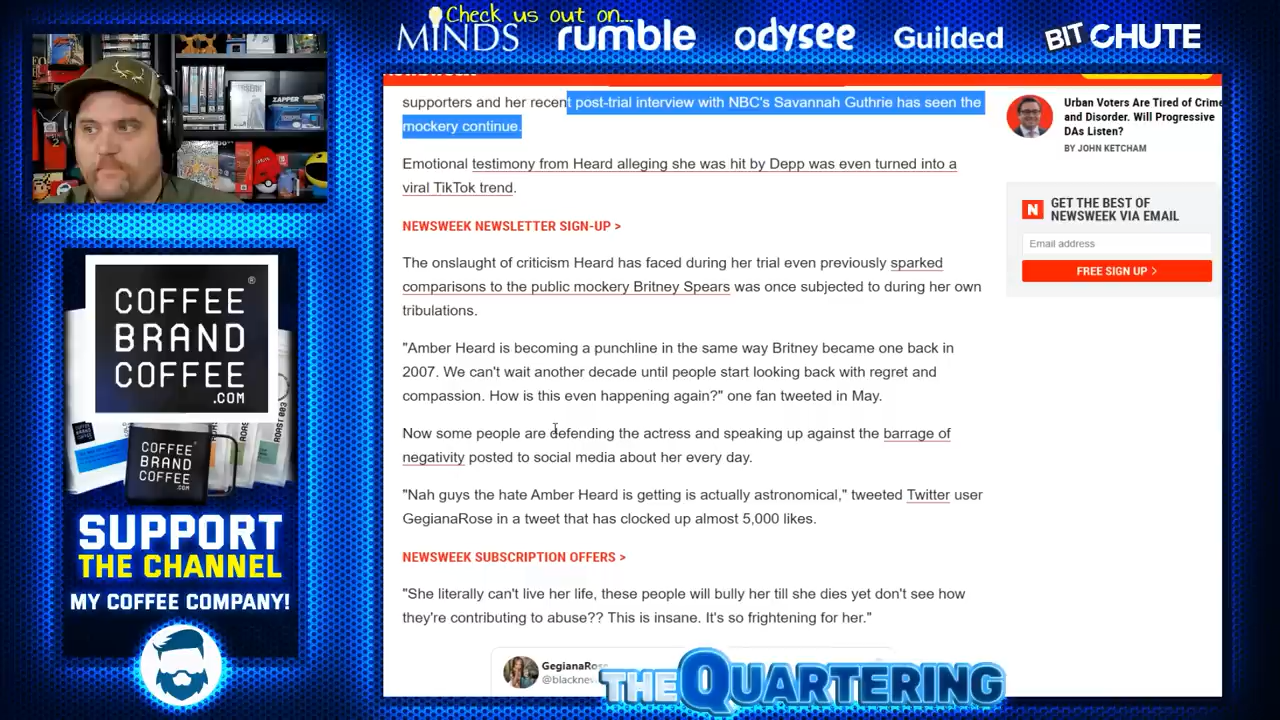 Check us out on...
MINDS
rumble
odysee
Guilded
BIT CHUTE
supporters and her recent post-trial interview with NBC's Savannah Guthrie has seen the
mockery continue.
Emotional testimony from Heard alleging she was hit by Depp was even turned into a
viral TikTok trend.
NEWSWEEK NEWSLETTER SIGN-UP >
The onslaught of criticism Heard has faced during her trial even previously sparked
comparisons to the public mockery Britney Spears was once subjected to during her own
tribulations.
"Amber Heard is becoming a punchline in the same way Britney became one back in
2007. We can't wait another decade until people start looking back with regret and
compassion. How is this even happening again?" one fan tweeted in May.
Now some people are defending the actress and speaking up against the barrage of
negativity posted to social media about her every day.
"Nah guys the hate Amber Heard is getting is actually astronomical," tweeted Twitter user
GegianaRose in a tweet that has clocked up almost 5,000 likes.
NEWSWEEK SUBSCRIPTION OFFERS >
"She literally can't live her life, these people will bully her till she dies yet don't see how
they're contributing to abuse?? This is insane. It's so frightening for her."
GegianaRos
@blackne
Urban Voters Are Tired of Crime
and Disorder. Will Progressive
DAs Listen?
BY JOHN KETCHAM
N
GET THE BEST OF
NEWSWEEK VIA EMAIL
Email address
FREE SIGN UP >
ZAPPER
COFFEE
BRAND
COFFEE
.COM
®
COFFEE
BRAND
COFFEE
.COM
SUPPORT
THE CHANNEL
MY COFFEE COMPANY!
THE QUARTERING